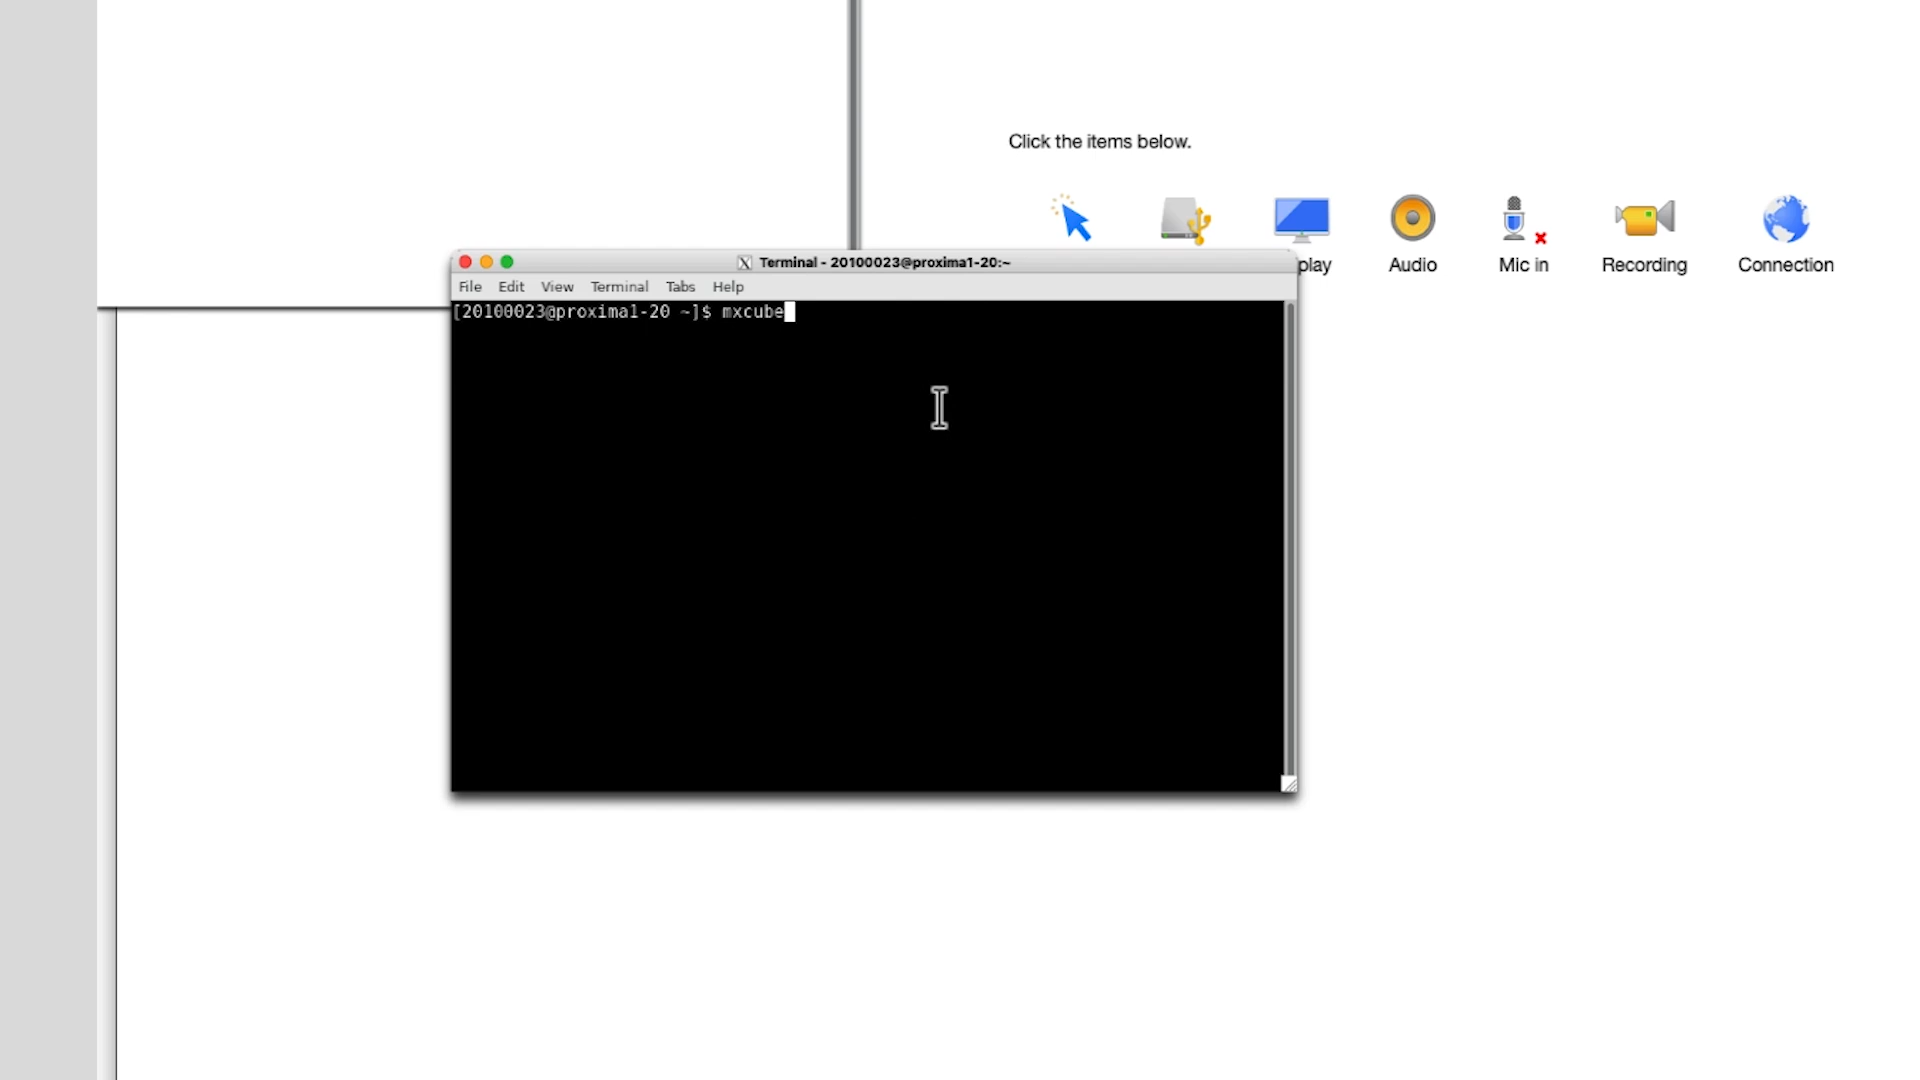 Click the items below.
play Audio Mic in Recording Connection
Terminal - 20100023@proxima1-20:~
File Edit View Terminal Tabs Help
[20100023@proxima1-20 ~]$ mxcube